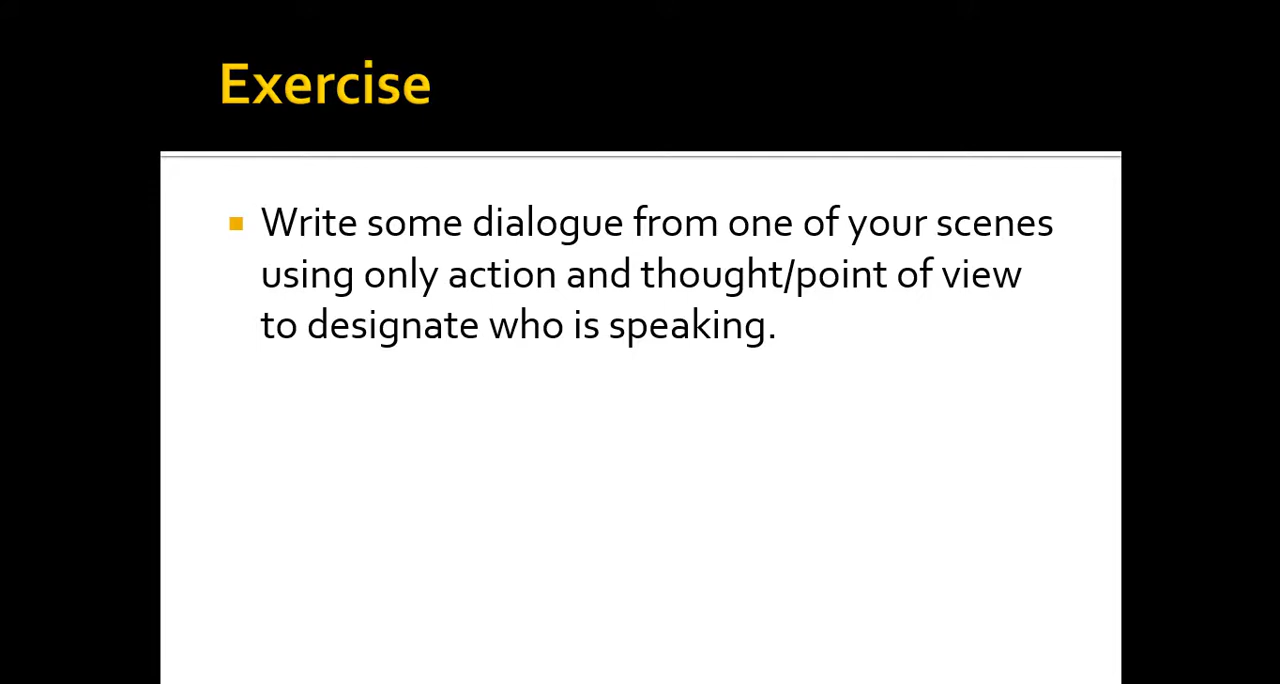 Exercise
Write some dialogue from one of your scenes
using only action and thought/point of view
to designate who is speaking.